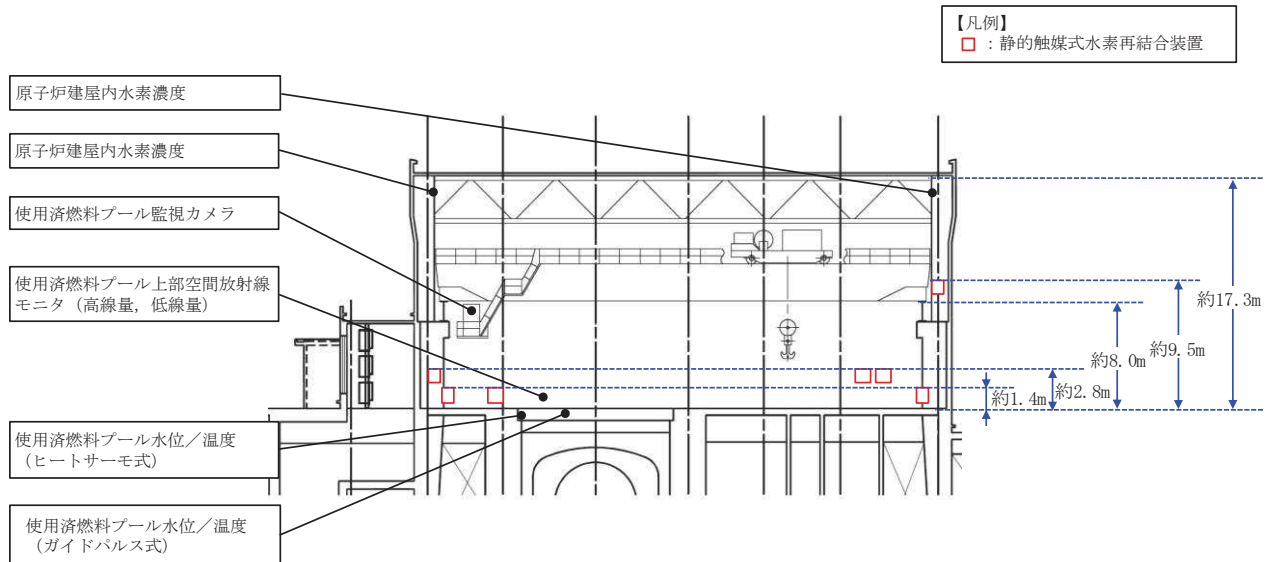 【凡例】
：静的触媒式水素再結合装置
原子炉建屋内水素濃度
原子炉建屋内水素濃度
使用済燃料プール監視カメラ
使用済燃料プール上部空間放射線
モニタ（高線量，低線量）
使用済燃料プール水位／温度
（ヒートサーモ式）
使用済燃料プール水位／温度
（ガイドパルス式）
約17.3m
約9.5m
約8.0m
約2.8m
約1.4m